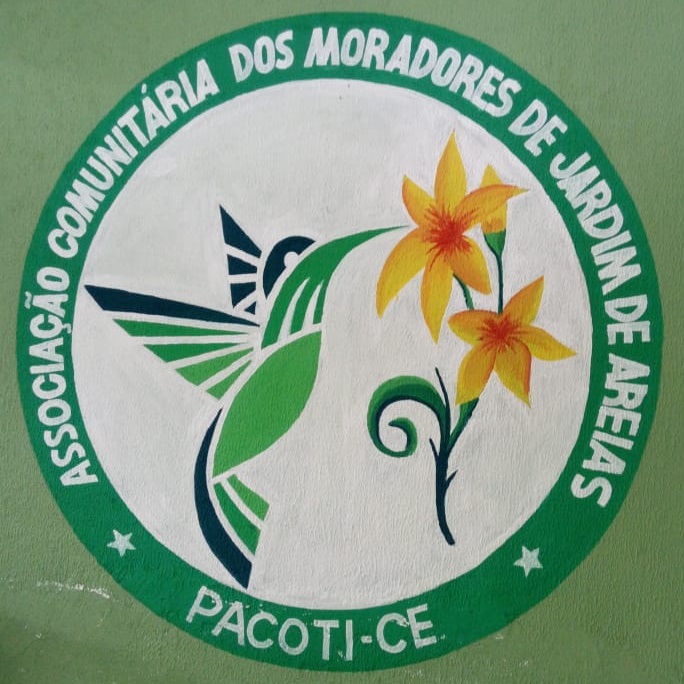 ASSOCIAÇÃO COMUNITÁRIA DOS MORADORES DE JARDIM DE AREIAS
PACOTI-CE